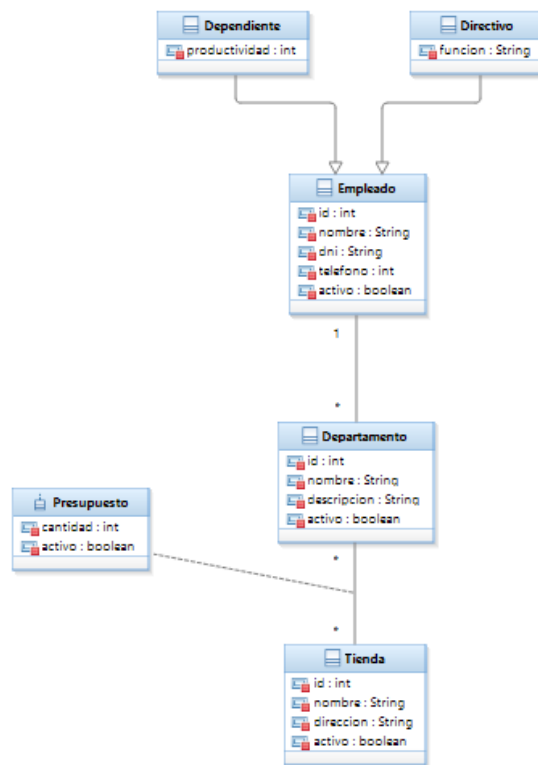 Dependiente
productividad : int
Directivo
funcion : String
Empleado
id : int
nombre : String
dni : String
telefono : int
activo : boolean
1
*
Departamento
id : int
nombre : String
descripcion : String
activo : boolean
Presupuesto
cantidad : int
activo : boolean
*
*
Tienda
id : int
nombre : String
direccion : String
activo : boolean